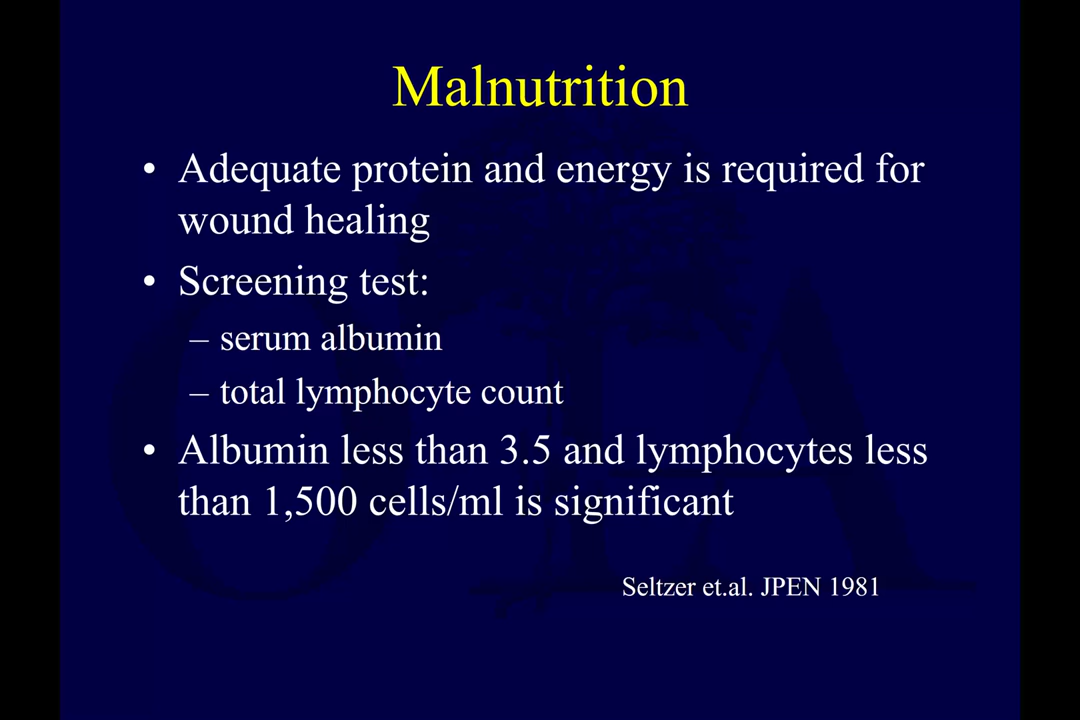 Malnutrition
• Adequate protein and energy is required for
wound healing
• Screening test:
– serum albumin
– total lymphocyte count
• Albumin less than 3.5 and lymphocytes less
than 1,500 cells/ml is significant
Seltzer et.al. JPEN 1981
OTA